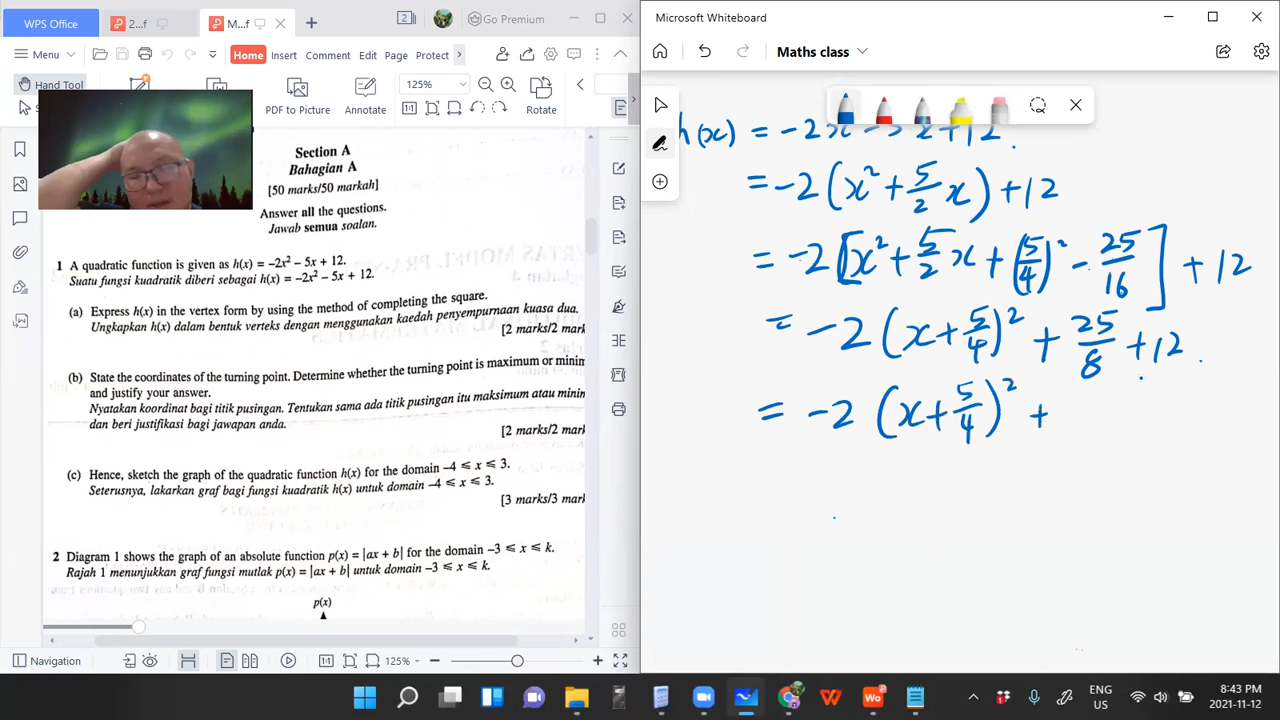 WPS Office
2...f
M...f
2
Go Premium
Menu
Home Insert Comment Edit Page Protect
Hand Tool
PDF to Picture
Annotate
125%
Rotate
Section A
Bahagian A
[50 marks/50 markah]
Answer all the questions.
Jawab semua soalan.
1 A quadratic function is given as h(x) = –2x² – 5x + 12.
Suatu fungsi kuadratik diberi sebagai h(x) = –2x² – 5x + 12.
(a) Express h(x) in the vertex form by using the method of completing the square.
Ungkapkan h(x) dalam bentuk verteks dengan menggunakan kaedah penyempurnaan kuasa dua.
[2 marks/2 mar
(b) State the coordinates of the turning point. Determine whether the turning point is maximum or minim
and justify your answer.
Nyatakan koordinat bagi titik pusingan. Tentukan sama ada titik pusingan itu maksimum atau minim
dan beri justifikasi bagi jawapan anda.
[2 marks/2 mark
(c) Hence, sketch the graph of the quadratic function h(x) for the domain –4 ⩽ x ⩽ 3.
Seterusnya, lakarkan graf bagi fungsi kuadratik h(x) untuk domain –4 ⩽ x ⩽ 3.
[3 marks/3 mark
2 Diagram 1 shows the graph of an absolute function p(x) = |ax + b| for the domain –3 ⩽ x ⩽ k.
Rajah 1 menunjukkan graf fungsi mutlak p(x) = |ax + b| untuk domain –3 ⩽ x ⩽ k.
p(x)
Navigation
125%
Microsoft Whiteboard
Maths class
h(x) = -2x² - 5x + 12.
= -2(x² + 5/2 x) + 12
= -2[x² + 5/2 x + (5/4)² - 25/16] + 12
= -2(x + 5/4)² + 25/8 + 12.
= -2(x + 5/4)² +
ENG
US
8:43 PM
2021-11-12